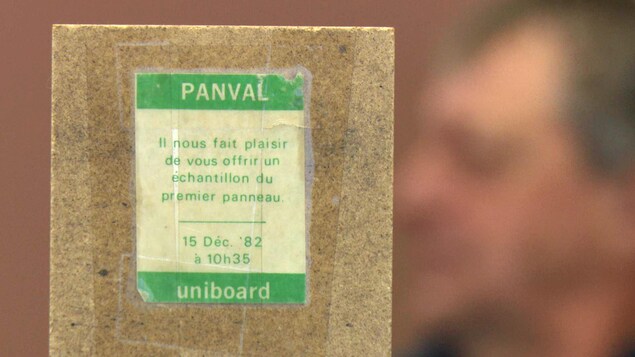 PANVAL
Il nous fait plaisir
de vous offrir un
échantillon du
premier panneau.
15 Déc. '82
à 10h35
uniboard